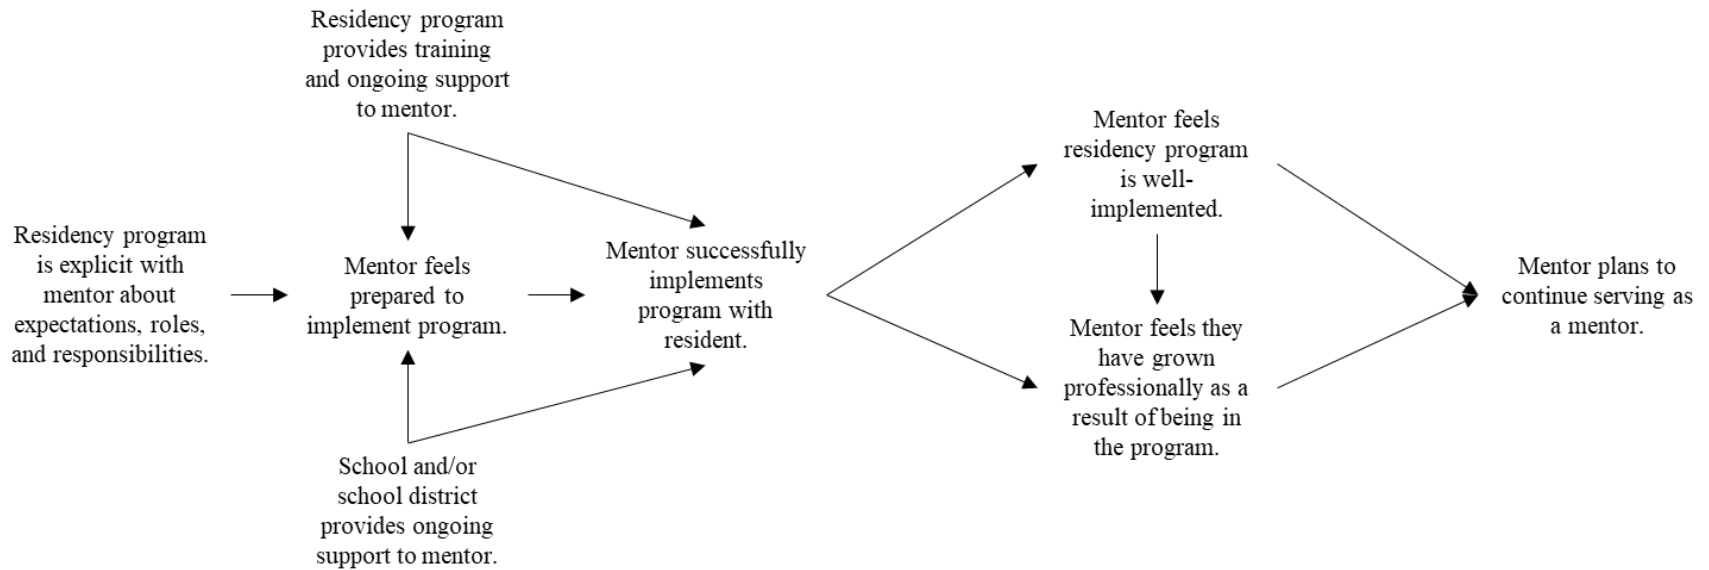 Residency program
provides training
and ongoing support
to mentor.
Residency program
is explicit with
mentor about
expectations, roles,
and responsibilities.
Mentor feels
prepared to
implement program.
School and/or
school district
provides ongoing
support to mentor.
Mentor successfully
implements
program with
resident.
Mentor feels
residency program
is well-
implemented.
Mentor feels they
have grown
professionally as a
result of being in
the program.
Mentor plans to
continue serving as
a mentor.